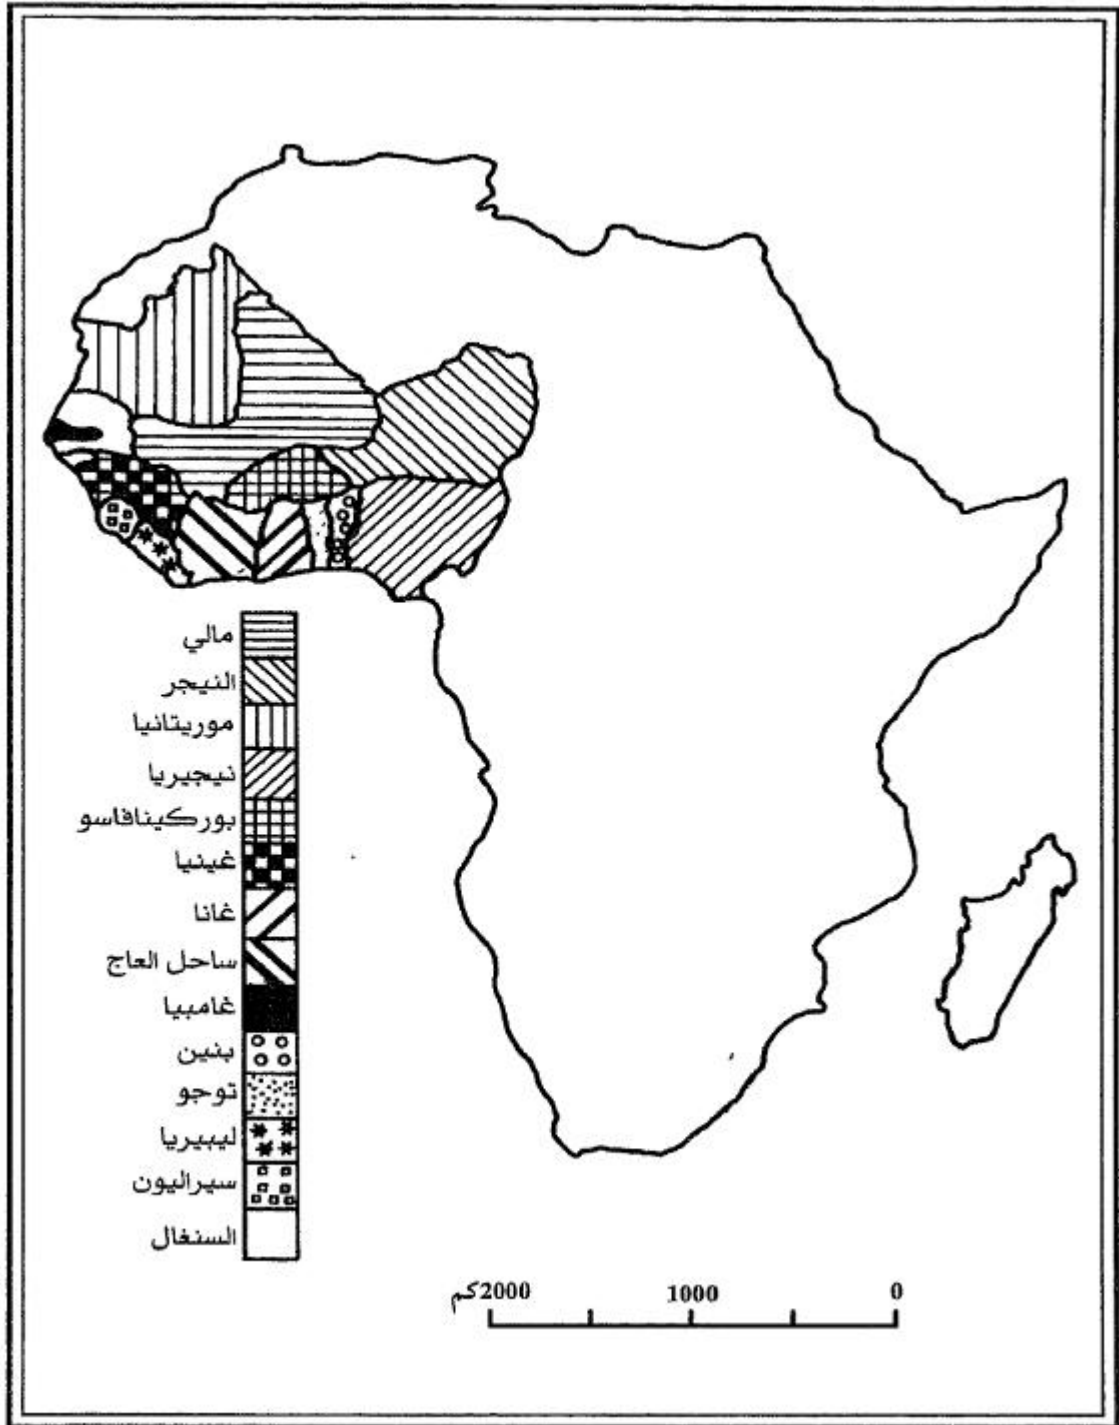 مالي
النيجر
موريتانيا
نيجيريا
بوركينافاسو
غينيا
غانا
ساحل العاج
غامبيا
بنين
توجو
ليبيريا
سيراليون
السنغال
0 1000 2000كم